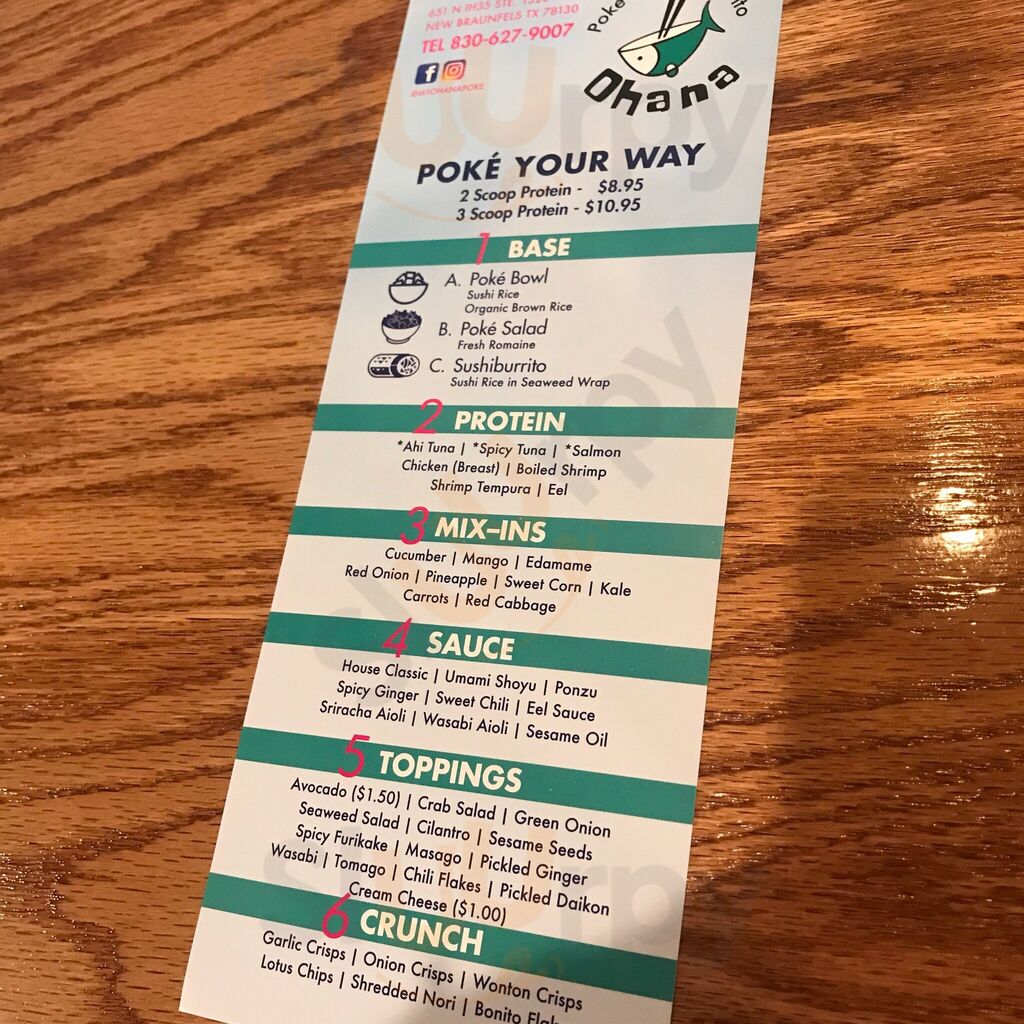 651 N IH35 STE.
NEW BRAUNFELS TX 78130
TEL 830-627-9007
@MYOHANAPOKE
Poke
Ohana
POKÉ YOUR WAY
2 Scoop Protein - $8.95
3 Scoop Protein - $10.95
1 BASE
A. Poké Bowl
Sushi Rice
Organic Brown Rice
B. Poké Salad
Fresh Romaine
C. Sushiburrito
Sushi Rice in Seaweed Wrap
2 PROTEIN
*Ahi Tuna | *Spicy Tuna | *Salmon
Chicken (Breast) | Boiled Shrimp
Shrimp Tempura | Eel
3 MIX-INS
Cucumber | Mango | Edamame
Red Onion | Pineapple | Sweet Corn | Kale
Carrots | Red Cabbage
4 SAUCE
House Classic | Umami Shoyu | Ponzu
Spicy Ginger | Sweet Chili | Eel Sauce
Sriracha Aioli | Wasabi Aioli | Sesame Oil
5 TOPPINGS
Avocado ($1.50) | Crab Salad | Green Onion
Seaweed Salad | Cilantro | Sesame Seeds
Spicy Furikake | Masago | Pickled Ginger
Wasabi | Tomago | Chili Flakes | Pickled Daikon
Cream Cheese ($1.00)
6 CRUNCH
Garlic Crisps | Onion Crisps | Wonton Crisps
Lotus Chips | Shredded Nori | Bonito